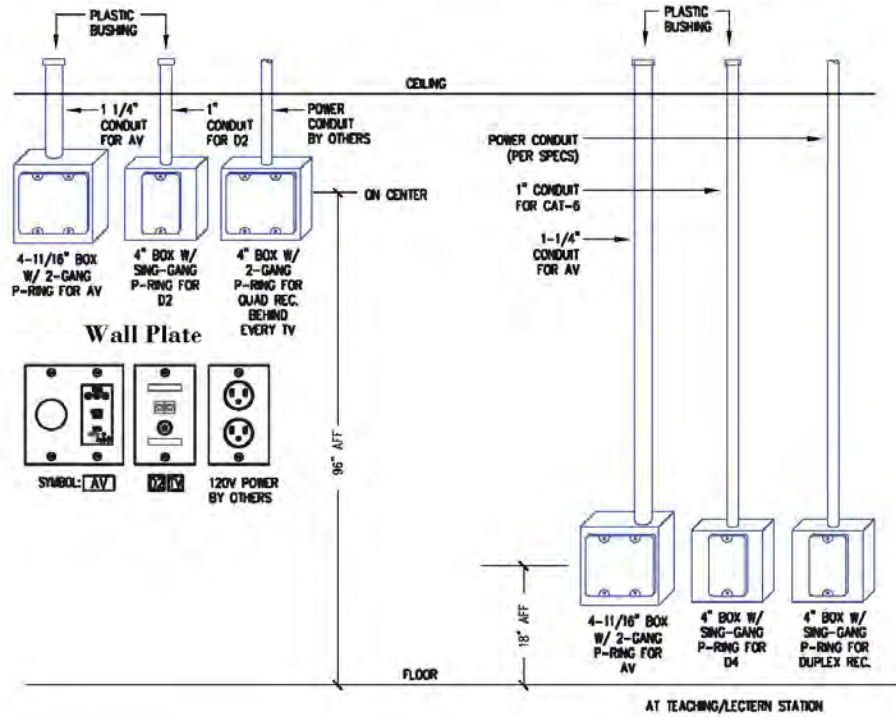 PLASTIC
BUSHING
PLASTIC
BUSHING
CEILING
1 1/4"
CONDUIT
FOR AV
1"
CONDUIT
FOR D2
POWER
CONDUIT
BY OTHERS
POWER CONDUIT
(PER SPECS)
ON CENTER
1" CONDUIT
FOR CAT-6
1-1/4"
CONDUIT
FOR AV
4-11/16" BOX
W/ 2-GANG
P-RING FOR AV
4" BOX W/
SING-GANG
P-RING FOR
D2
4" BOX W/
2-GANG
P-RING FOR
QUAD REC.
BEHIND
EVERY TV
Wall Plate
96" AFF
SYMBOL: AV
D2 TV
120V POWER
BY OTHERS
18" AFF
4-11/16" BOX
W/ 2-GANG
P-RING FOR
AV
4" BOX W/
SING-GANG
P-RING FOR
D4
4" BOX W/
SING-GANG
P-RING FOR
DUPLEX REC.
FLOOR
AT TEACHING/LECTERN STATION